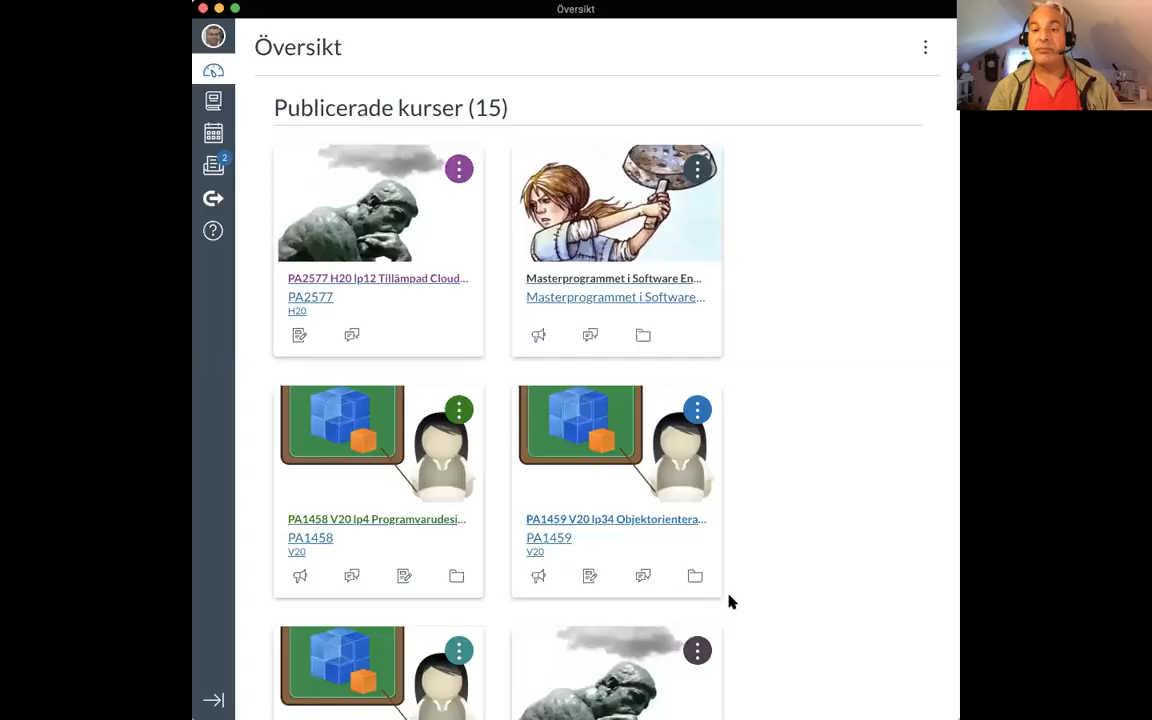 Översikt
Översikt
Publicerade kurser (15)
2
PA2577 H20 lp12 Tillämpad Cloud...
PA2577
H20
Masterprogrammet i Software En...
Masterprogrammet i Software...
PA1458 V20 lp4 Programvarudesi...
PA1458
V20
PA1459 V20 lp34 Objektorientera...
PA1459
V20